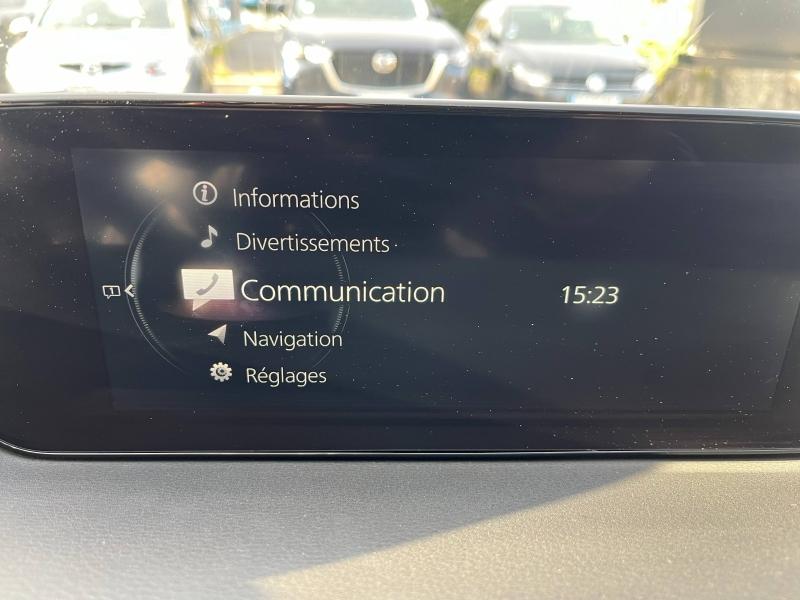 Informations
Divertissements
Communication
15:23
Navigation
Réglages